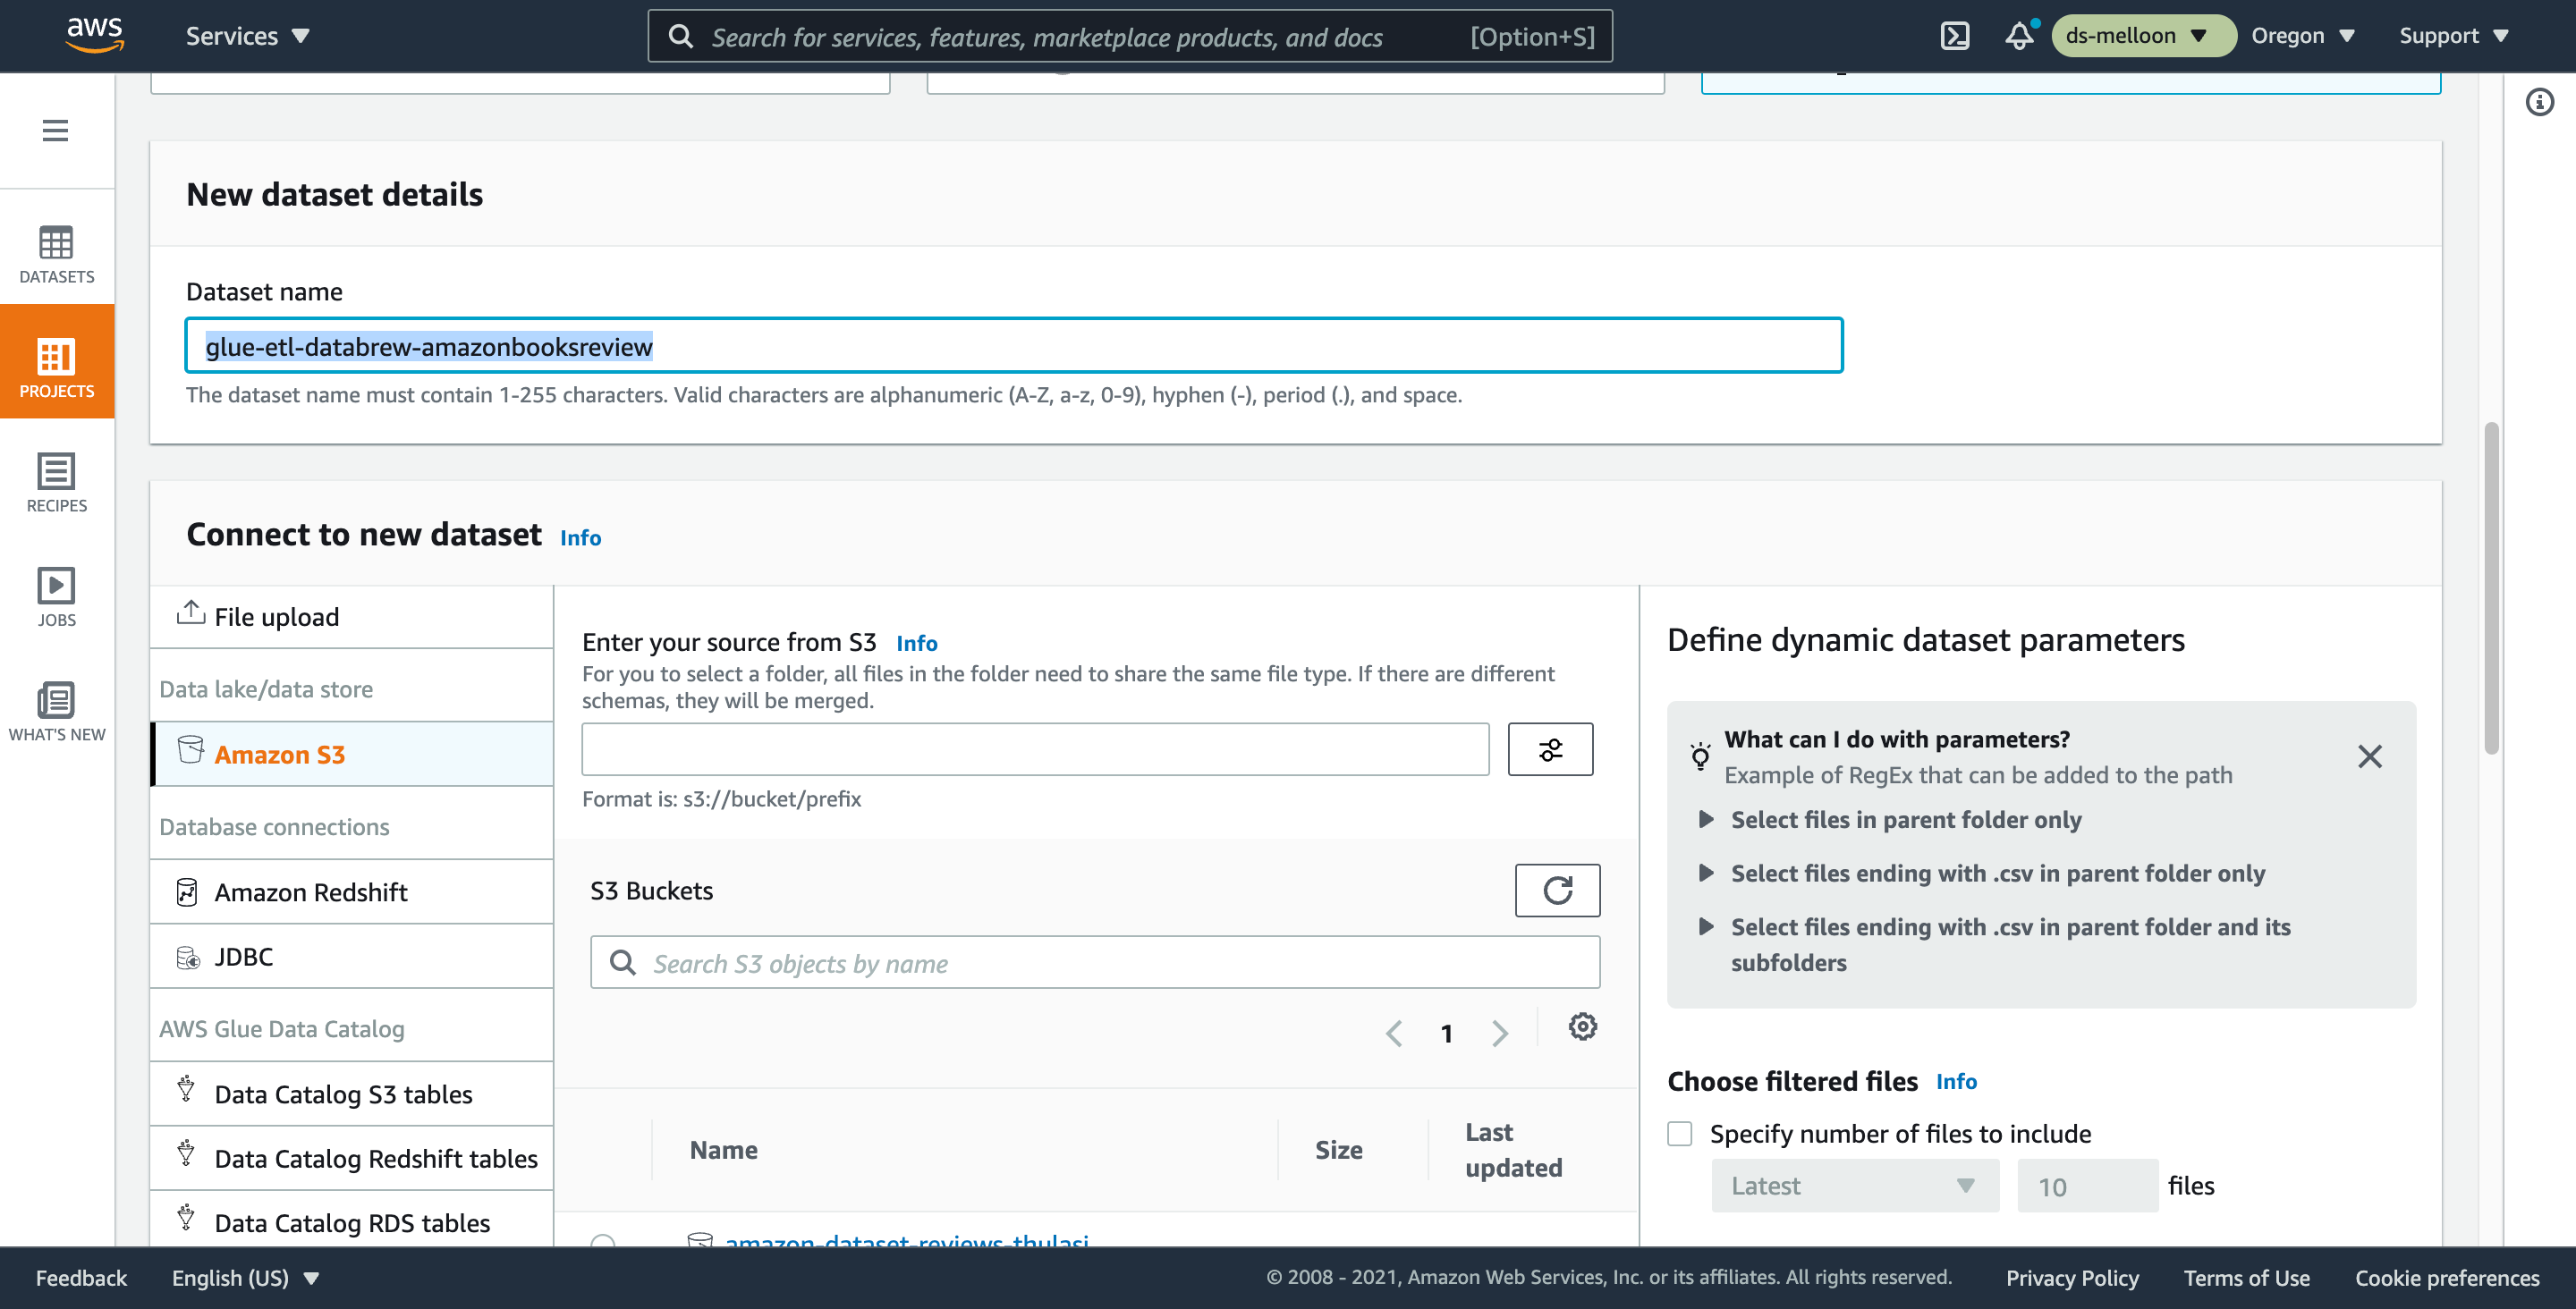 aws
Services
Search for services, features, marketplace products, and docs
[Option+S]
ds-melloon
Oregon
Support
DATASETS
PROJECTS
RECIPES
JOBS
WHAT'S NEW
New dataset details
Dataset name
glue-etl-databrew-amazonbooksreview
The dataset name must contain 1-255 characters. Valid characters are alphanumeric (A-Z, a-z, 0-9), hyphen (-), period (.), and space.
Connect to new dataset Info
File upload
Data lake/data store
Amazon S3
Database connections
Amazon Redshift
JDBC
AWS Glue Data Catalog
Data Catalog S3 tables
Data Catalog Redshift tables
Data Catalog RDS tables
Enter your source from S3 Info
For you to select a folder, all files in the folder need to share the same file type. If there are different
schemas, they will be merged.
Format is: s3://bucket/prefix
S3 Buckets
Search S3 objects by name
1
Name
Size
Last
updated
amazon-dataset-reviews-thulasi
Define dynamic dataset parameters
What can I do with parameters?
Example of RegEx that can be added to the path
Select files in parent folder only
Select files ending with .csv in parent folder only
Select files ending with .csv in parent folder and its
subfolders
Choose filtered files Info
Specify number of files to include
Latest
10
files
Feedback
English (US)
© 2008 - 2021, Amazon Web Services, Inc. or its affiliates. All rights reserved.
Privacy Policy
Terms of Use
Cookie preferences